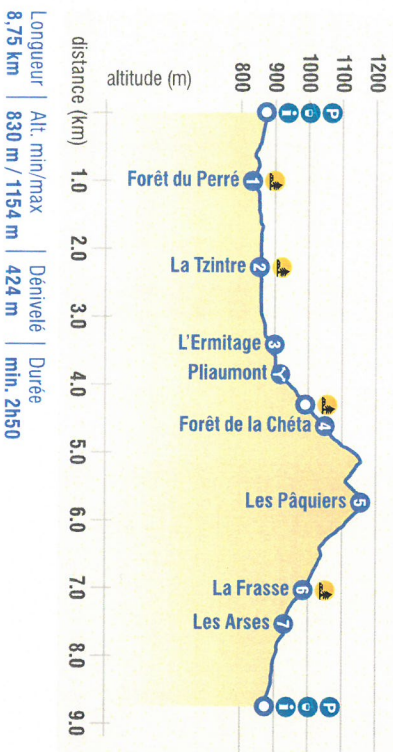 altitude (m)
1200
1100
1000
900
800
P
i
Forêt du Perré
1
La Tzintre
2
L'Ermitage
3
Pliaumont
Forêt de la Chéta
4
Les Pâquiers
5
La Frasse
6
Les Arses
7
P
i
distance (km)
1.0
2.0
3.0
4.0
5.0
6.0
7.0
8.0
9.0
Longueur | Alt. min/max | Dénivelé | Durée
8,75 km | 830 m / 1154 m | 424 m | min. 2h50